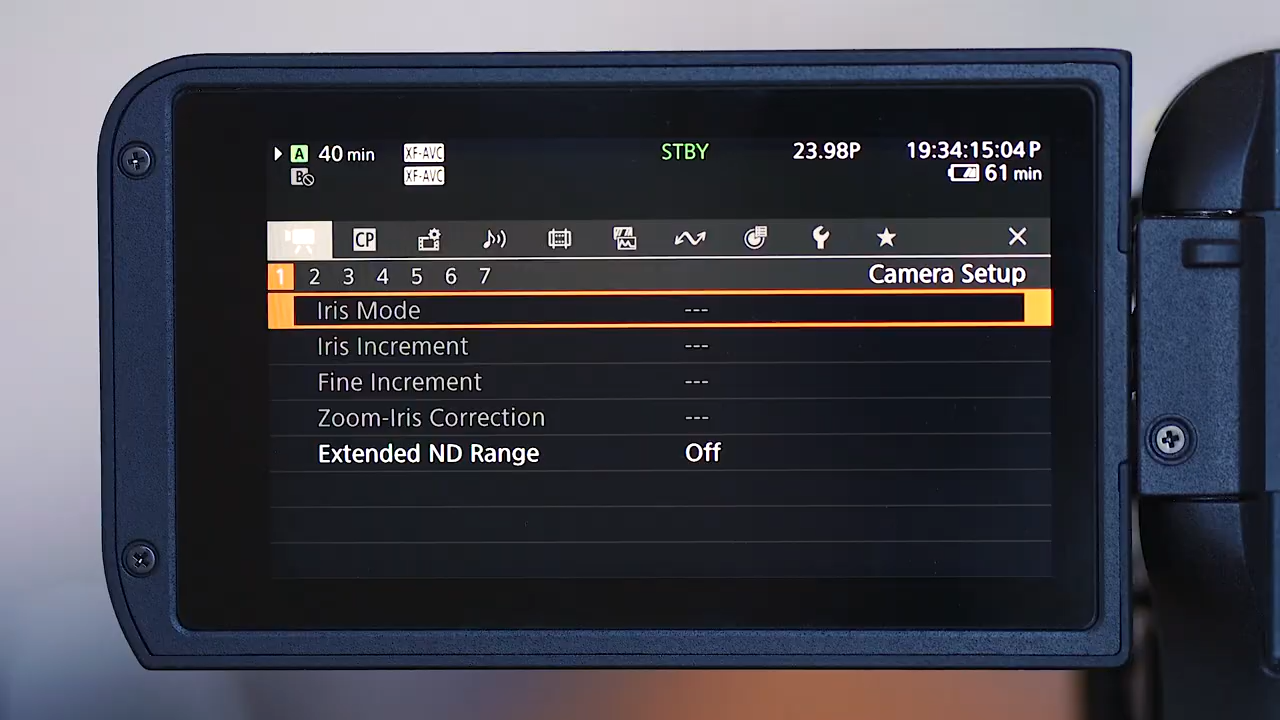 A 40 min XF-AVC STBY 23.98P 19:34:15:04 P
B XF-AVC 61 min
CP
1 2 3 4 5 6 7 Camera Setup
Iris Mode ---
Iris Increment ---
Fine Increment ---
Zoom-Iris Correction ---
Extended ND Range Off